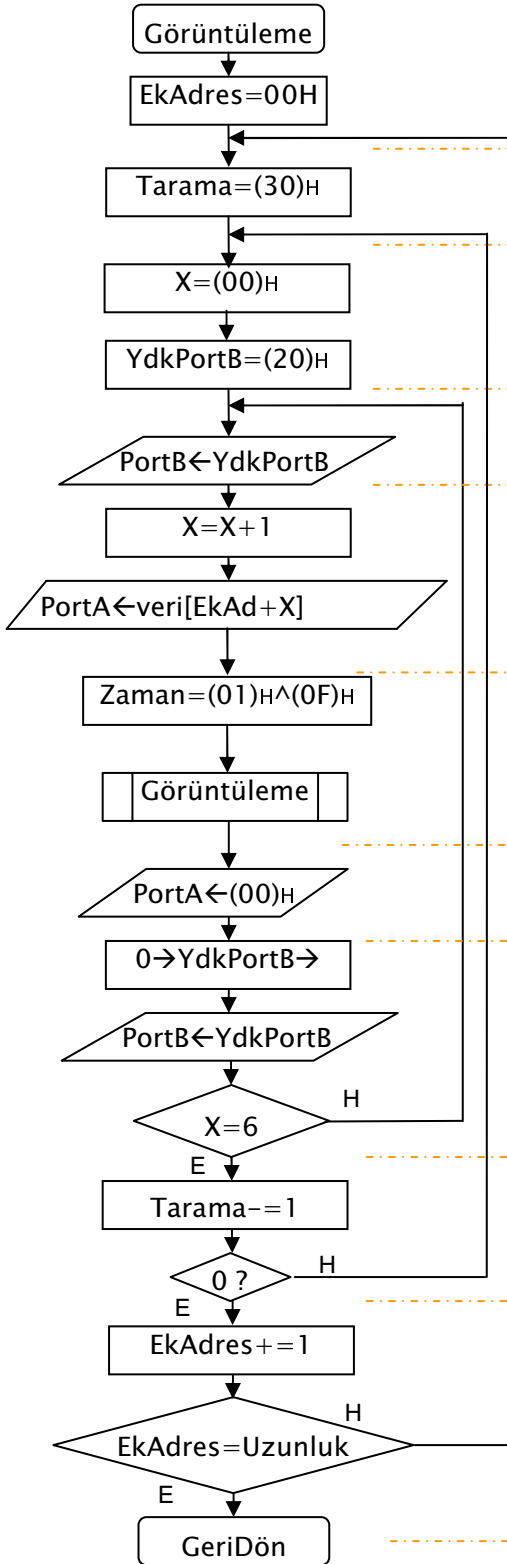 Görüntüleme
EkAdres=00H
Tarama=(30)H
X=(00)H
YdkPortB=(20)H
PortB←YdkPortB
X=X+1
PortA←veri[EkAd+X]
Zaman=(01)H^(0F)H
Görüntüleme
PortA←(00)H
0→YdkPortB→
PortB←YdkPortB
H
X=6
E
Tarama-=1
0 ?
H
E
EkAdres+=1
H
EkAdres=Uzunluk
E
GeriDön